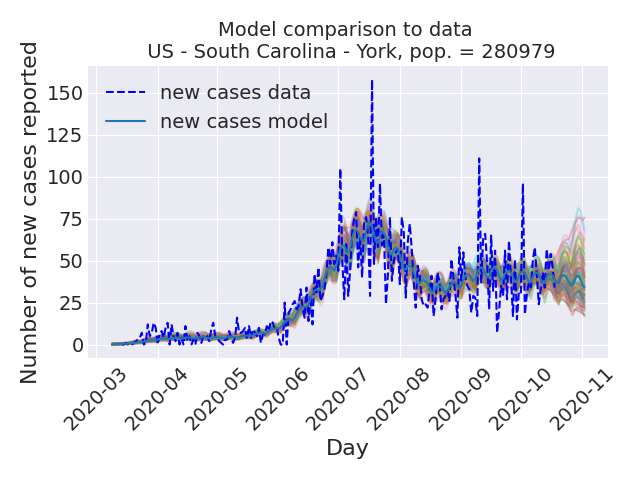 Model comparison to data
US - South Carolina - York, pop. = 280979
Number of new cases reported
150
125
100
75
50
25
0
new cases data
new cases model
2020-03
2020-04
2020-05
2020-06
2020-07
2020-08
2020-09
2020-10
2020-11
Day